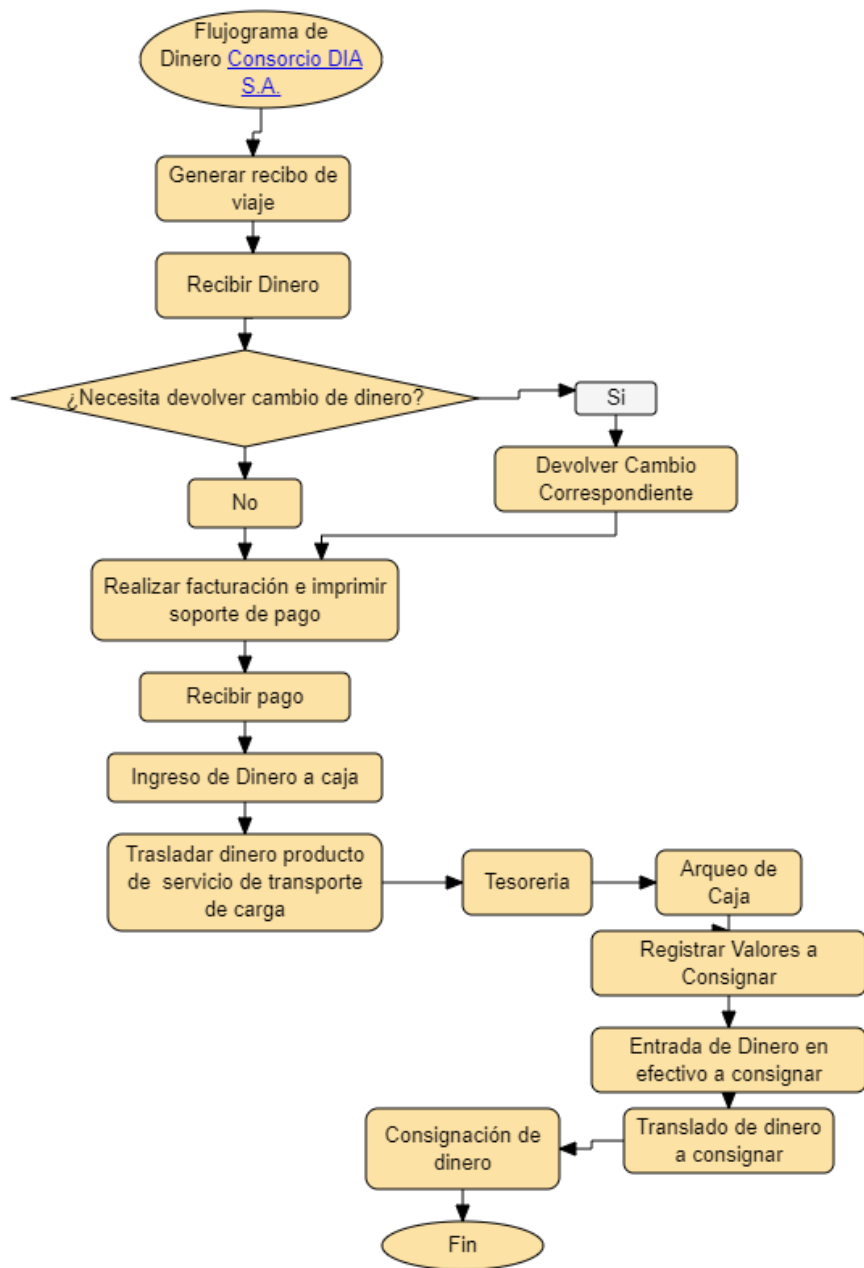 Flujograma de
Dinero Consorcio DIA
S.A.
Generar recibo de
viaje
Recibir Dinero
¿Necesita devolver cambio de dinero?
Si
Devolver Cambio
Correspondiente
No
Realizar facturación e imprimir
soporte de pago
Recibir pago
Ingreso de Dinero a caja
Trasladar dinero producto
de servicio de transporte
de carga
Tesoreria
Arqueo de
Caja
Registrar Valores a
Consignar
Entrada de Dinero en
efectivo a consignar
Translado de dinero
a consignar
Consignación de
dinero
Fin